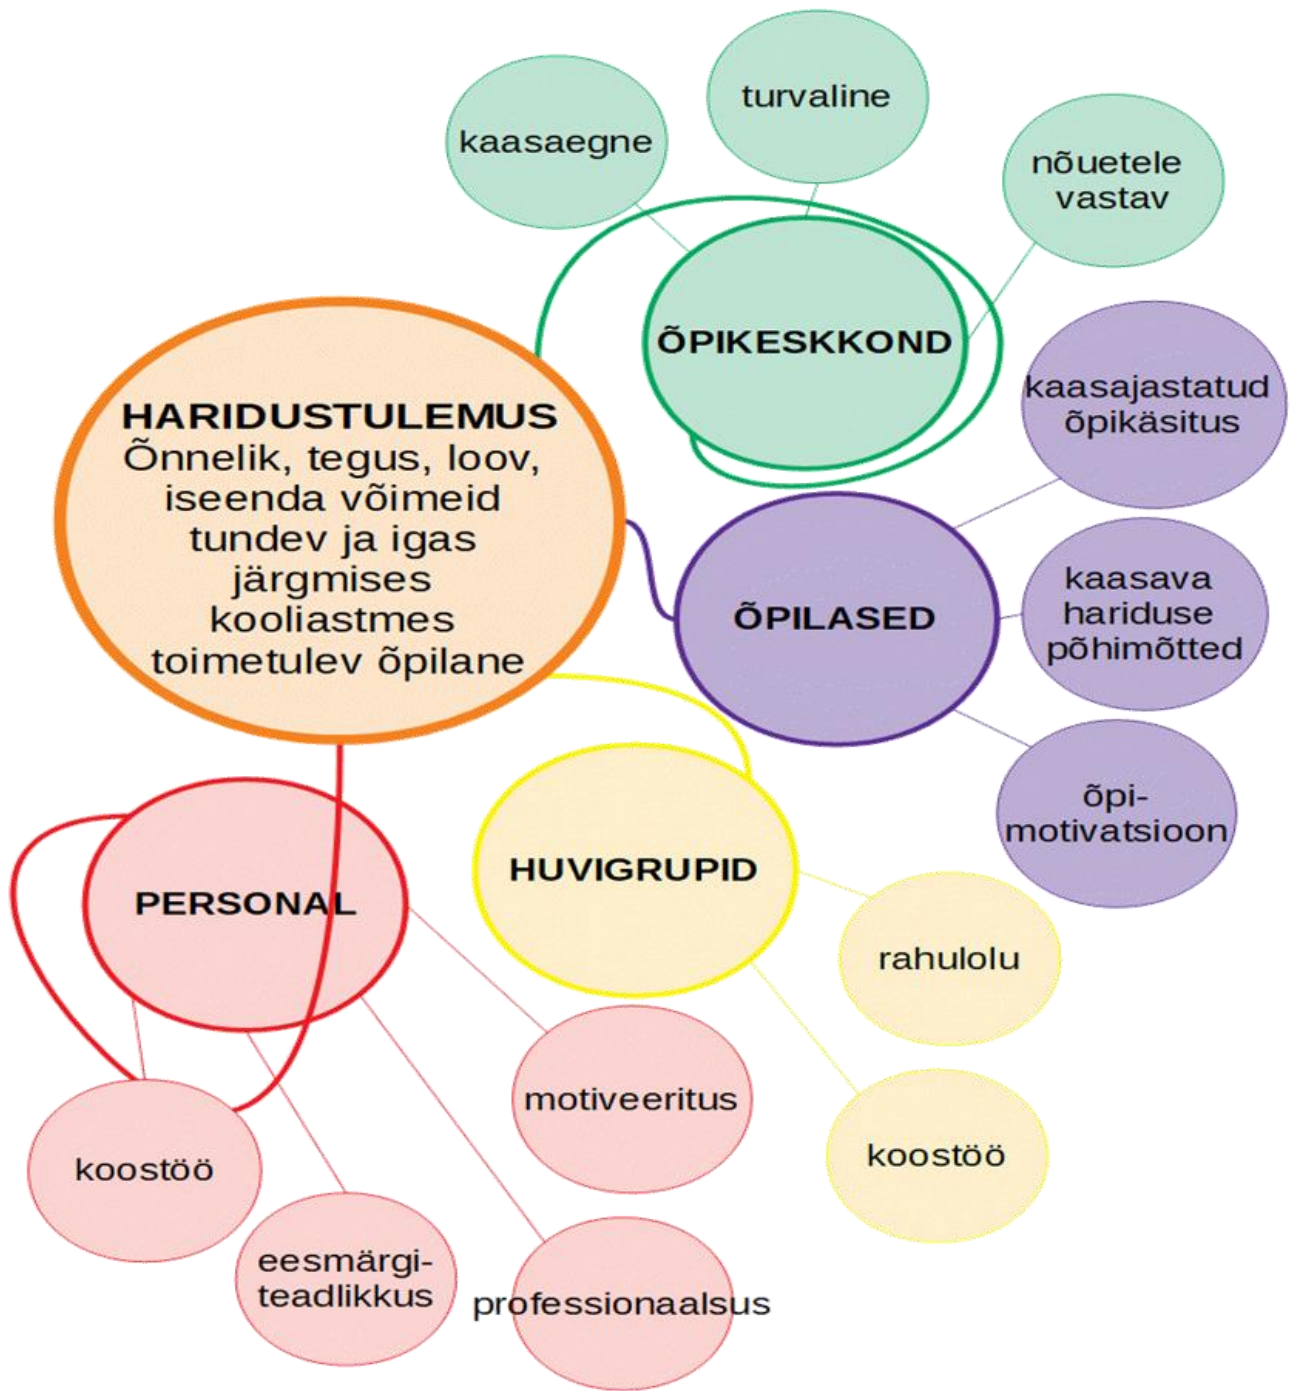 kaasaegne
turvaline
nõuetele
vastav
ÕPIKESKKOND
HARIDUSTULEMUS
Õnnelik, tegus, loov,
iseenda võimeid
tundev ja igas
järgmises
kooliastmes
toimetulev õpilane
kaasajastatud
õpikäsitus
ÕPILASED
kaasava
hariduse
põhimõtted
õpi-
motivatsioon
HUVIGRUPID
rahulolu
koostöö
PERSONAL
motiveeritus
koostöö
eesmärgi-
teadlikkus
professionaalsus